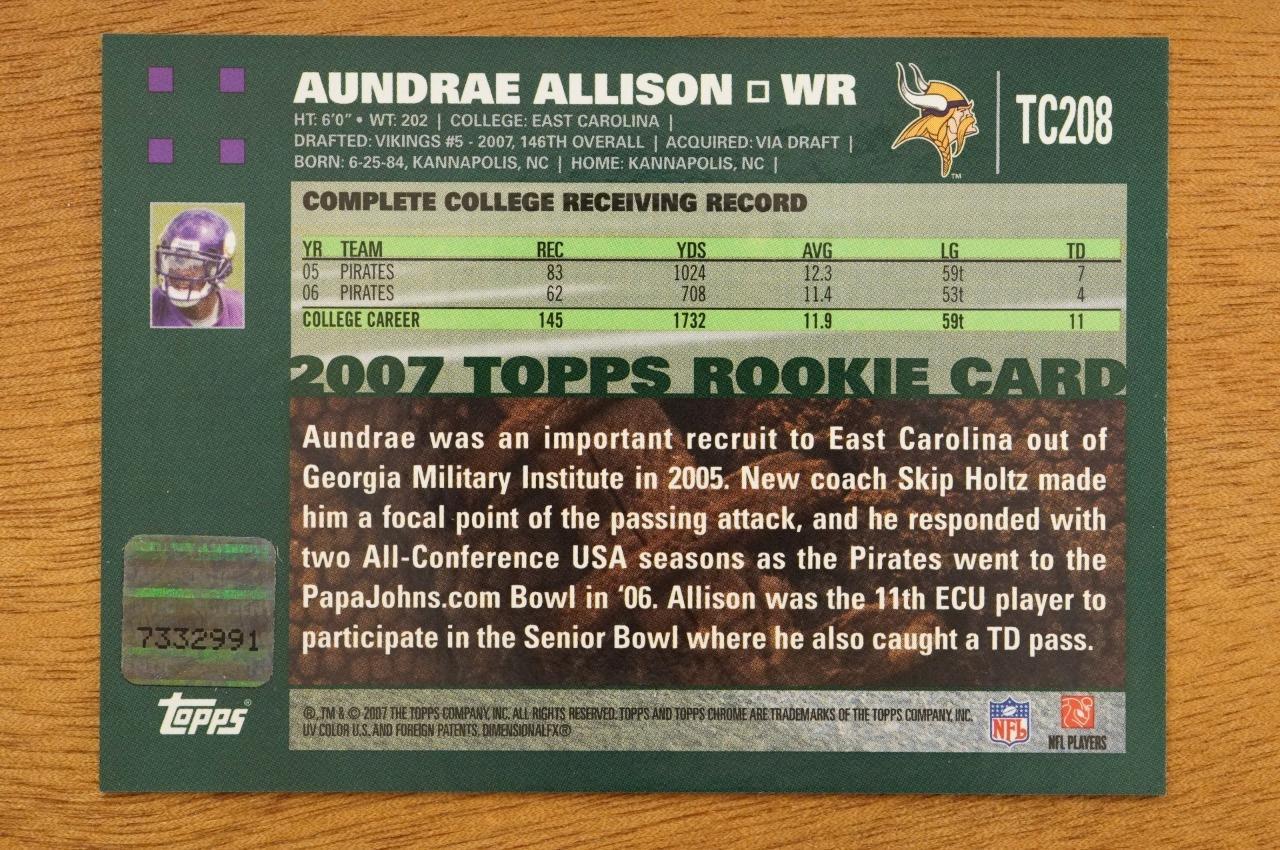 AUNDRAE ALLISON □ WR
TC208
HT: 6'0" • WT: 202 | COLLEGE: EAST CAROLINA |
DRAFTED: VIKINGS #5 - 2007, 146TH OVERALL | ACQUIRED: VIA DRAFT |
BORN: 6-25-84, KANNAPOLIS, NC | HOME: KANNAPOLIS, NC |
TM
COMPLETE COLLEGE RECEIVING RECORD
YR TEAM REC YDS AVG LG TD
05 PIRATES 83 1024 12.3 59t 7
06 PIRATES 62 708 11.4 53t 4
COLLEGE CAREER 145 1732 11.9 59t 11
2007 TOPPS ROOKIE CARD
Aundrae was an important recruit to East Carolina out of
Georgia Military Institute in 2005. New coach Skip Holtz made
him a focal point of the passing attack, and he responded with
two All-Conference USA seasons as the Pirates went to the
PapaJohns.com Bowl in '06. Allison was the 11th ECU player to
participate in the Senior Bowl where he also caught a TD pass.
7332991
topps®
®, TM & © 2007 THE TOPPS COMPANY, INC. ALL RIGHTS RESERVED. TOPPS AND TOPPS CHROME ARE TRADEMARKS OF THE TOPPS COMPANY, INC.
UV COLOR U.S. AND FOREIGN PATENTS. DIMENSIONALFX®
NFL
NFL PLAYERS